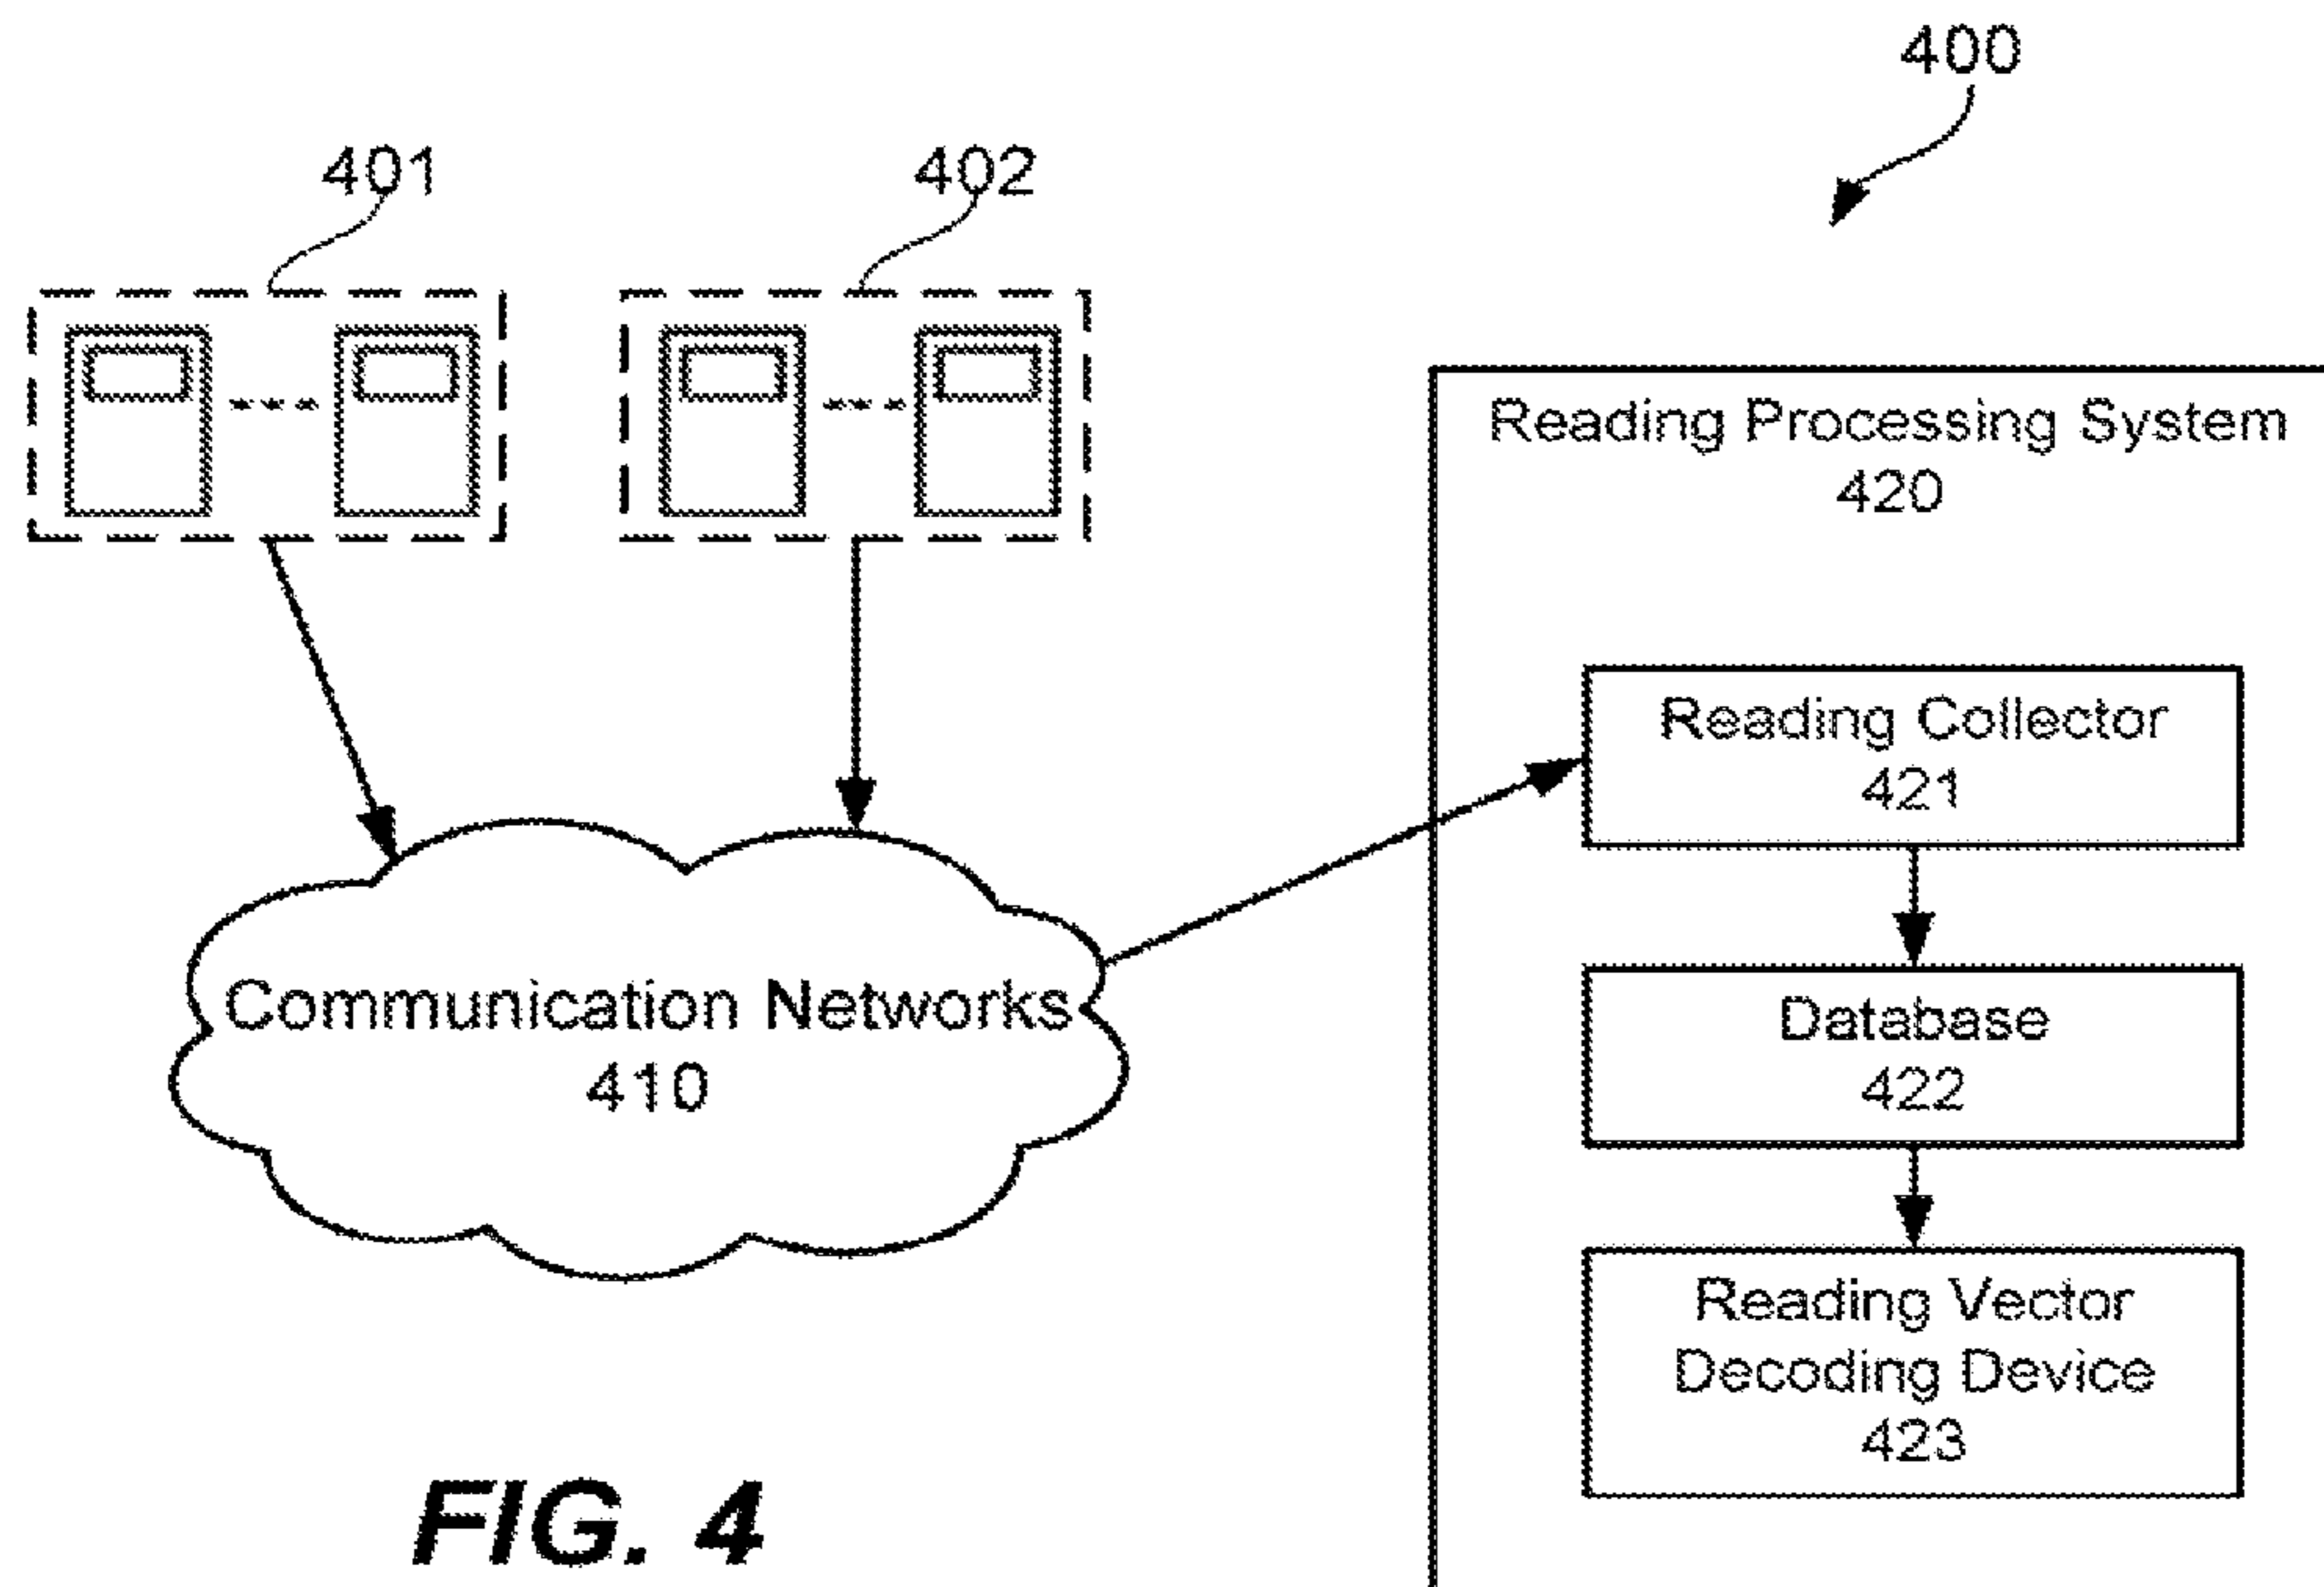 400
401
402
Reading Processing System
420
Reading Collector
421
Communication Networks
410
Database
422
Reading Vector
Decoding Device
423
FIG. 4